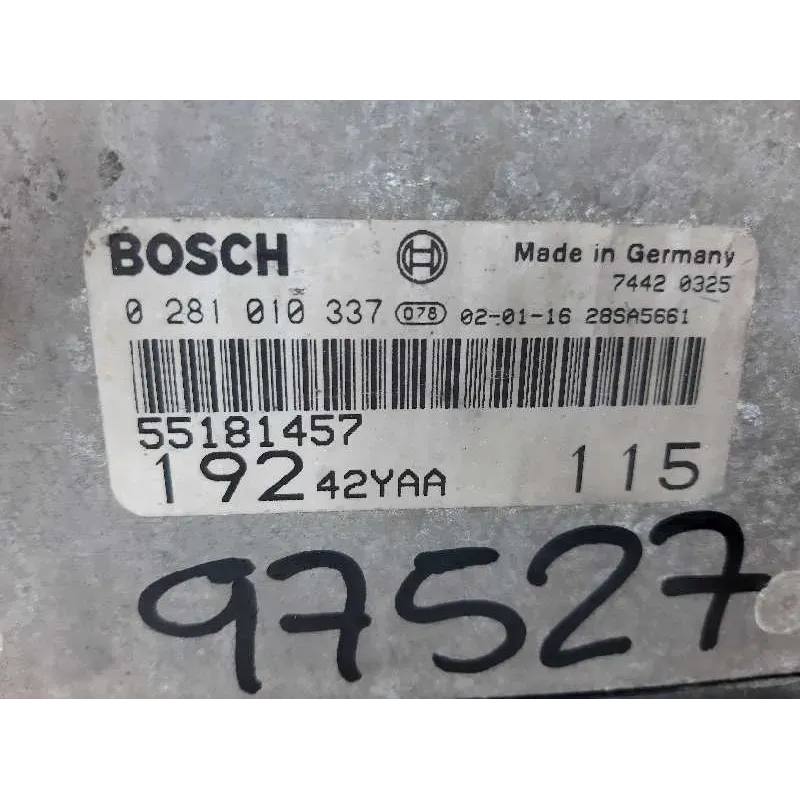 BOSCH Made in Germany
7442 0325
0 281 010 337 078 02-01-16 28SA5661
55181457
192 42YAA 115
97527